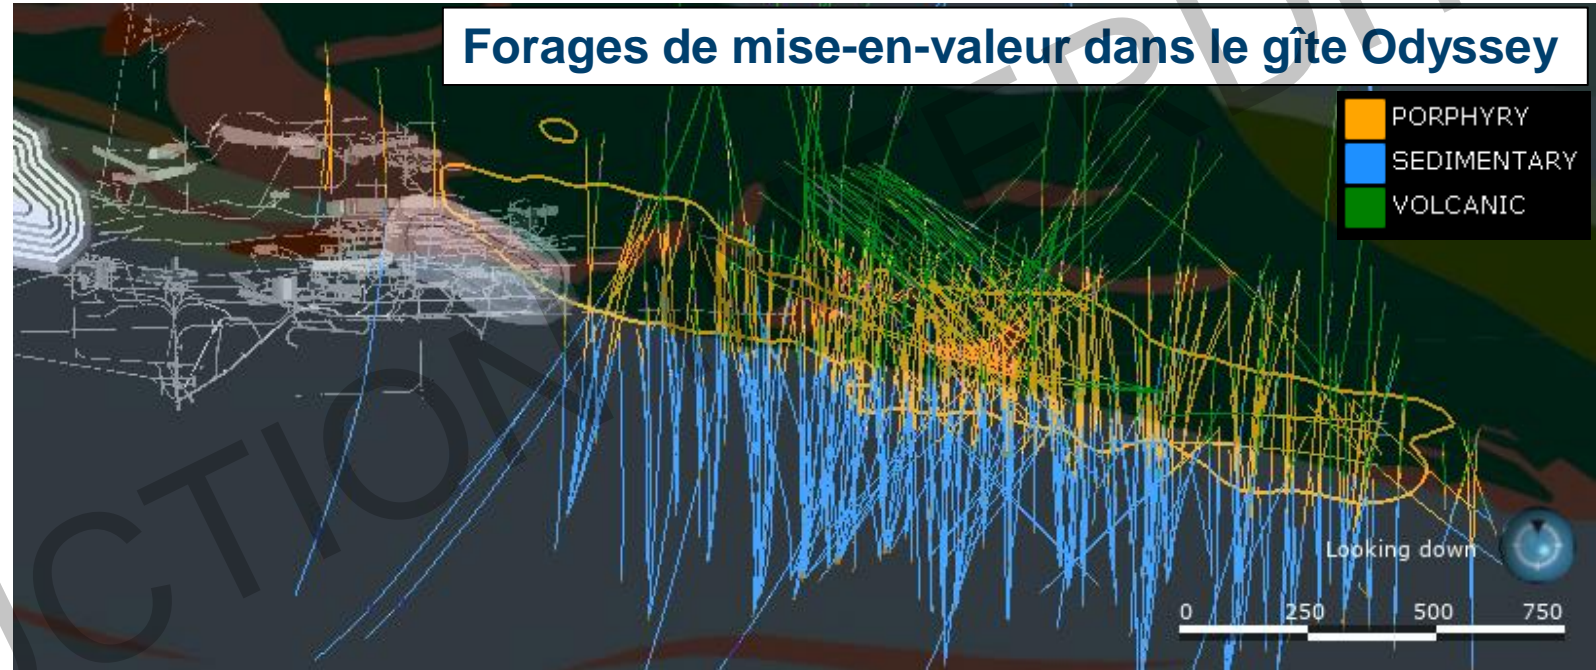 Forages de mise-en-valeur dans le gîte Odyssey
PORPHYRY
SEDIMENTARY
VOLCANIC
Looking down
0 250 500 750